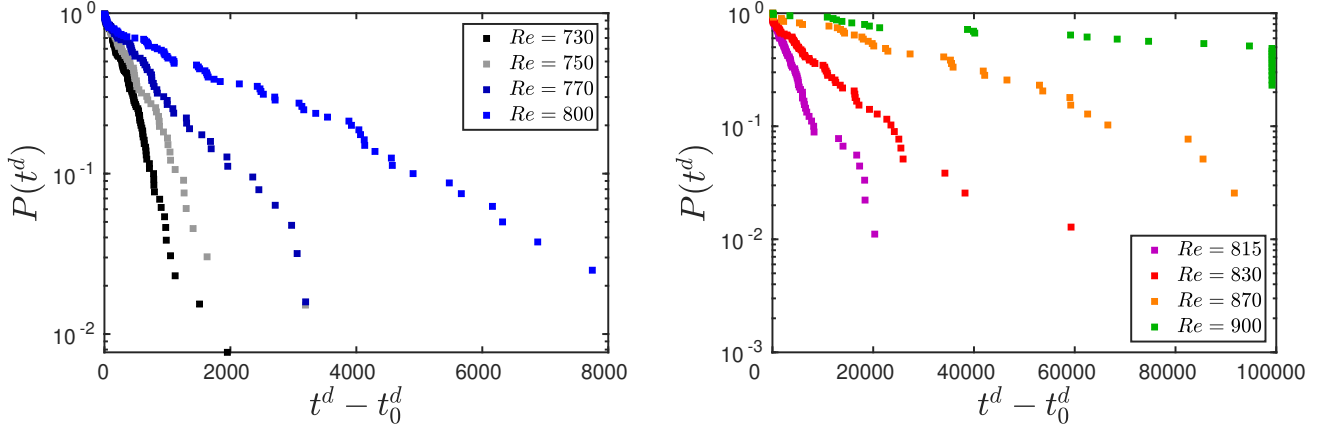 P(t^d)
10^0
10^-1
10^-2
0
2000
4000
6000
8000
t^d − t_0^d
Re = 730
Re = 750
Re = 770
Re = 800
P(t^d)
10^0
10^-1
10^-2
10^-3
0
20000
40000
60000
80000
100000
t^d − t_0^d
Re = 815
Re = 830
Re = 870
Re = 900